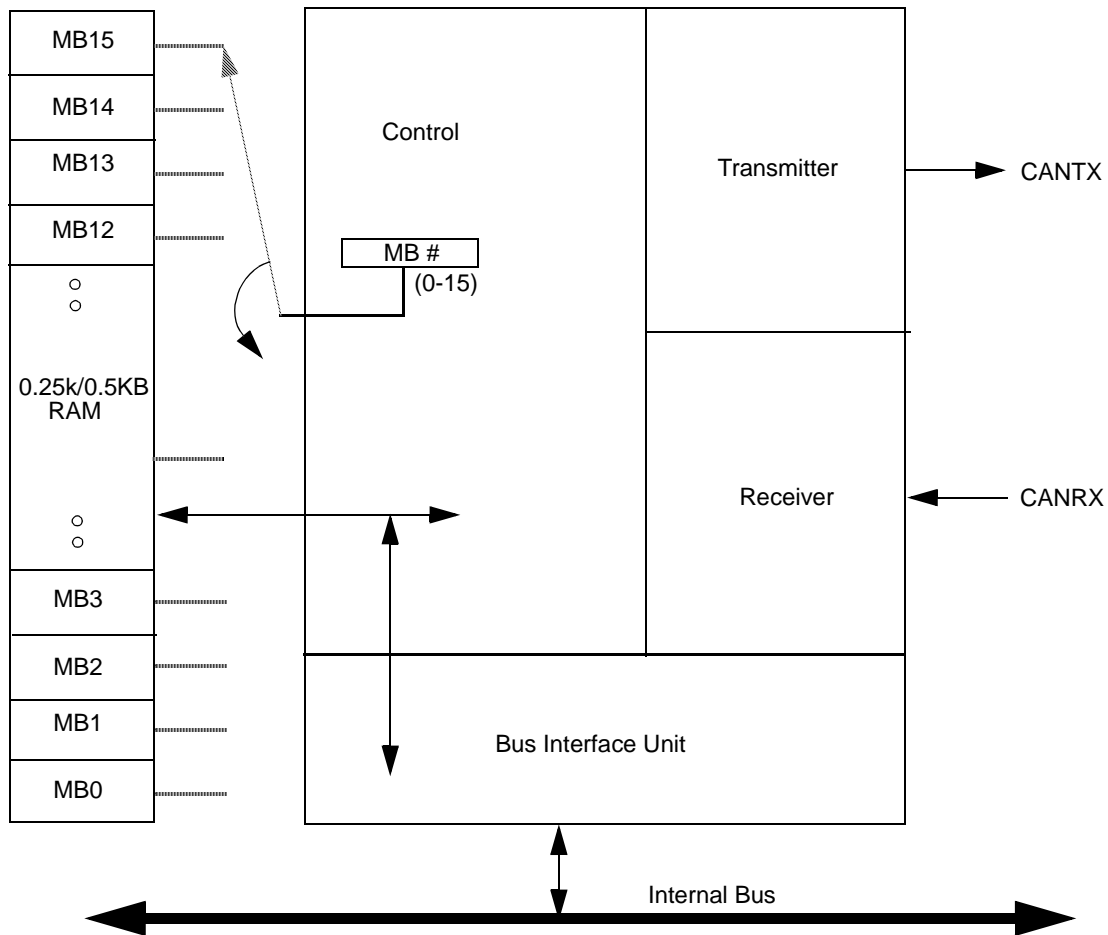 MB15
MB14
MB13
MB12
0.25k/0.5KB
RAM
MB3
MB2
MB1
MB0
Control
MB #
(0-15)
Transmitter
CANTX
Receiver
CANRX
Bus Interface Unit
Internal Bus